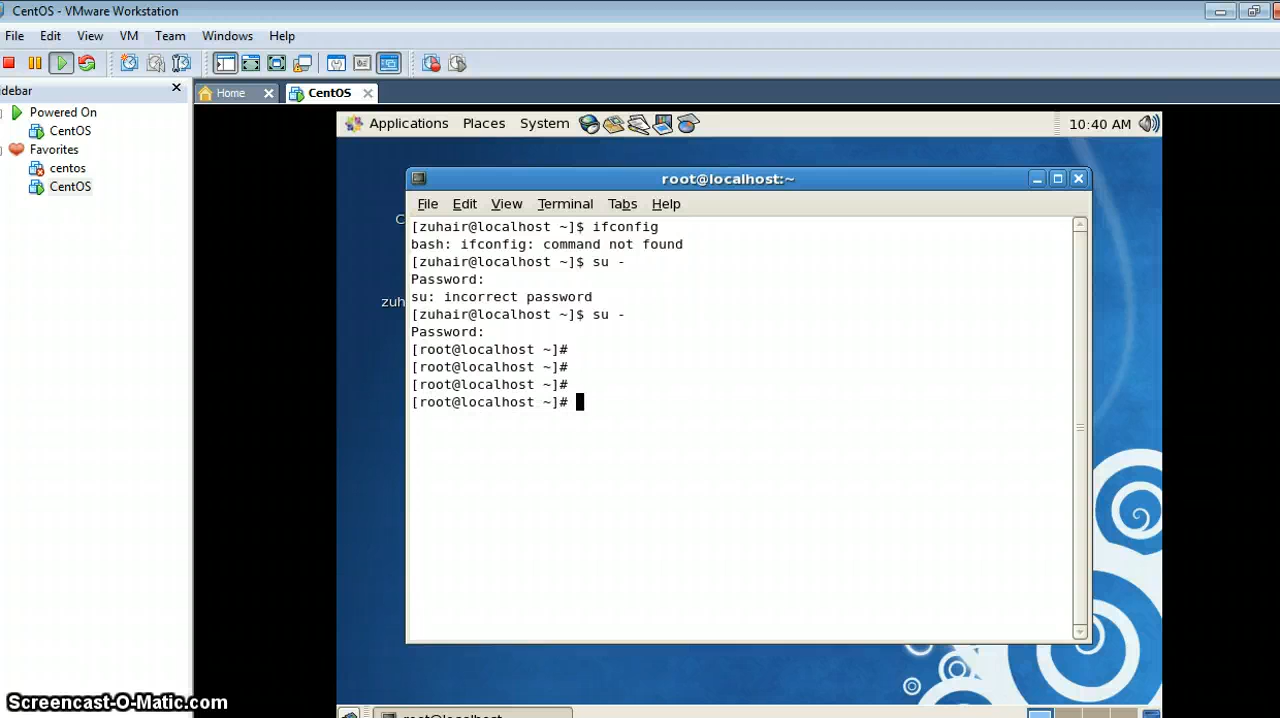 CentOS - VMware Workstation
File Edit View VM Team Windows Help
idebar
Home
CentOS
Powered On
CentOS
Favorites
centos
CentOS
Applications Places System
10:40 AM
root@localhost:~
File Edit View Terminal Tabs Help
[zuhair@localhost ~]$ ifconfig
bash: ifconfig: command not found
[zuhair@localhost ~]$ su -
Password:
su: incorrect password
[zuhair@localhost ~]$ su -
Password:
[root@localhost ~]#
[root@localhost ~]#
[root@localhost ~]#
[root@localhost ~]#
C
zuh
Screencast-O-Matic.com